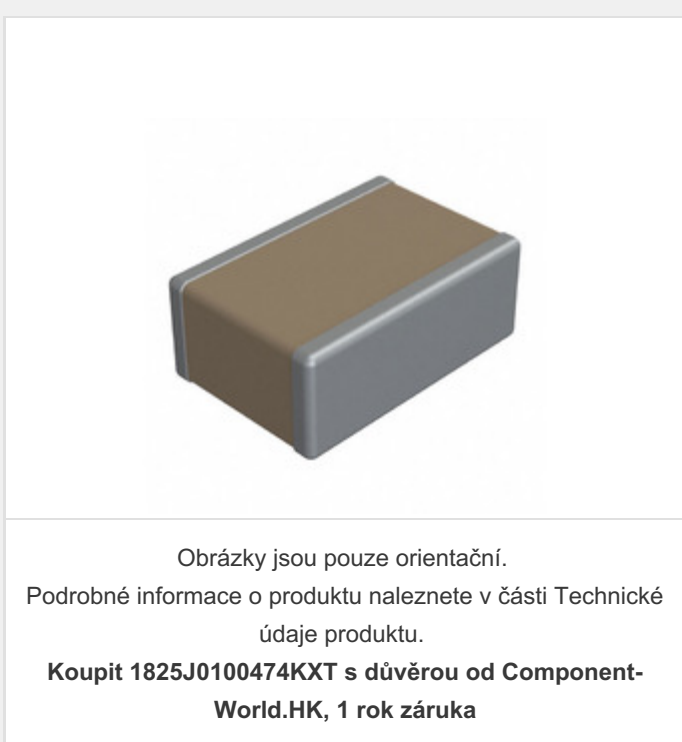 Obrázky jsou pouze orientační.
Podrobné informace o produktu naleznete v části Technické
údaje produktu.
Koupit 1825J0100474KXT s důvěrou od Component-
World.HK, 1 rok záruka